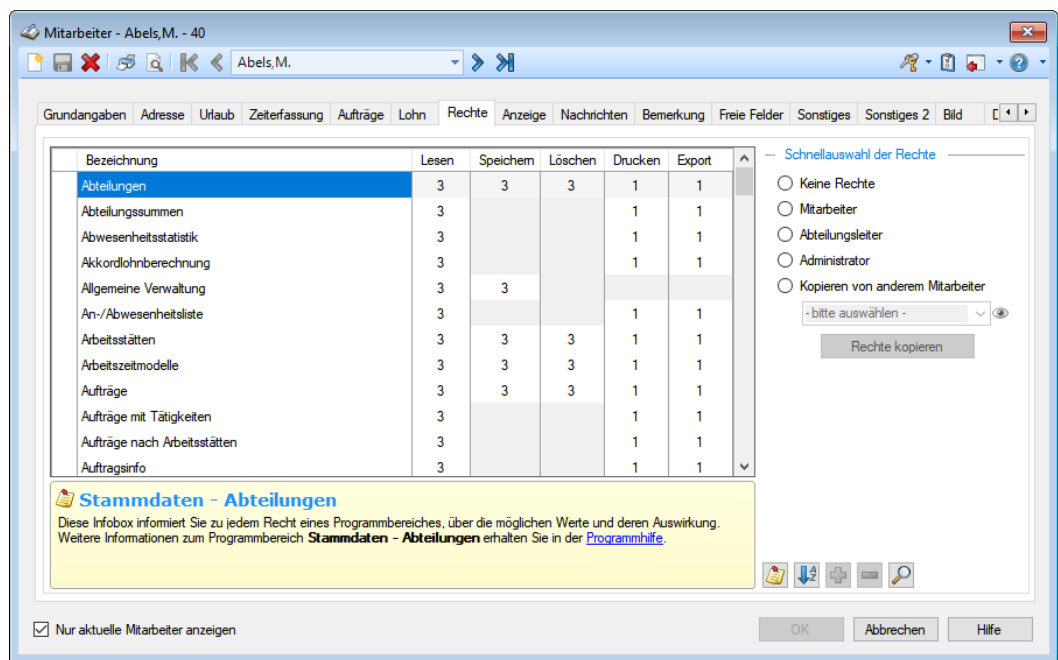 Mitarbeiter - Abels,M. - 40
Abels,M.
Grundangaben Adresse Urlaub Zeiterfassung Aufträge Lohn Rechte Anzeige Nachrichten Bemerkung Freie Felder Sonstiges Sonstiges 2 Bild
Bezeichnung Lesen Speichern Löschen Drucken Export
Abteilungen 3 3 3 1 1
Abteilungssummen 3 1 1
Abwesenheitsstatistik 3 1 1
Akkordlohnberechnung 3 1 1
Allgemeine Verwaltung 3 3
An-/Abwesenheitsliste 3 1 1
Arbeitsstätten 3 3 3 1 1
Arbeitszeitmodelle 3 3 3 1 1
Aufträge 3 3 3 1 1
Aufträge mit Tätigkeiten 3 1 1
Aufträge nach Arbeitsstätten 3 1 1
Auftragsinfo 3 1 1
Schnellauswahl der Rechte
Keine Rechte
Mitarbeiter
Abteilungsleiter
Administrator
Kopieren von anderem Mitarbeiter
- bitte auswählen -
Rechte kopieren
Stammdaten - Abteilungen
Diese Infobox informiert Sie zu jedem Recht eines Programmbereiches, über die möglichen Werte und deren Auswirkung.
Weitere Informationen zum Programmbereich Stammdaten - Abteilungen erhalten Sie in der Programmhilfe.
Nur aktuelle Mitarbeiter anzeigen
OK Abbrechen Hilfe